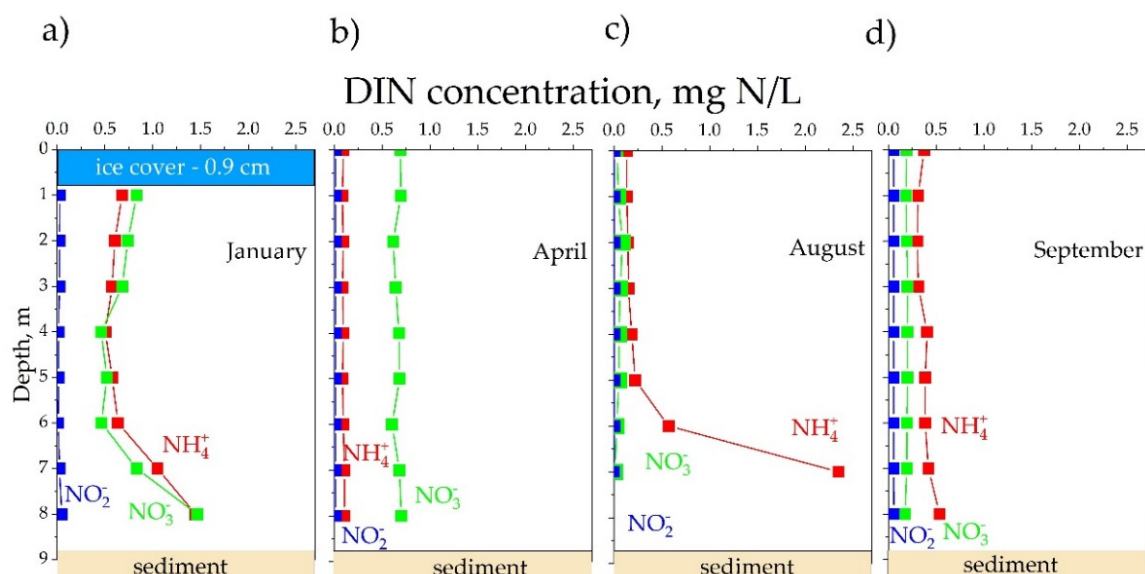 a)
b)
c)
d)
DIN concentration, mg N/L
0.0 0.5 1.0 1.5 2.0 2.5
0.0 0.5 1.0 1.5 2.0 2.5
0.0 0.5 1.0 1.5 2.0 2.5
0.0 0.5 1.0 1.5 2.0 2.5
Depth, m
0
1
2
3
4
5
6
7
8
9
ice cover - 0.9 cm
January
NH₄⁺
NO₂⁻
NO₃⁻
sediment
April
NH₄⁺
NO₃⁻
NO₂⁻
sediment
August
NH₄⁺
NO₃⁻
NO₂⁻
sediment
September
NH₄⁺
NO₂⁻
NO₃⁻
sediment